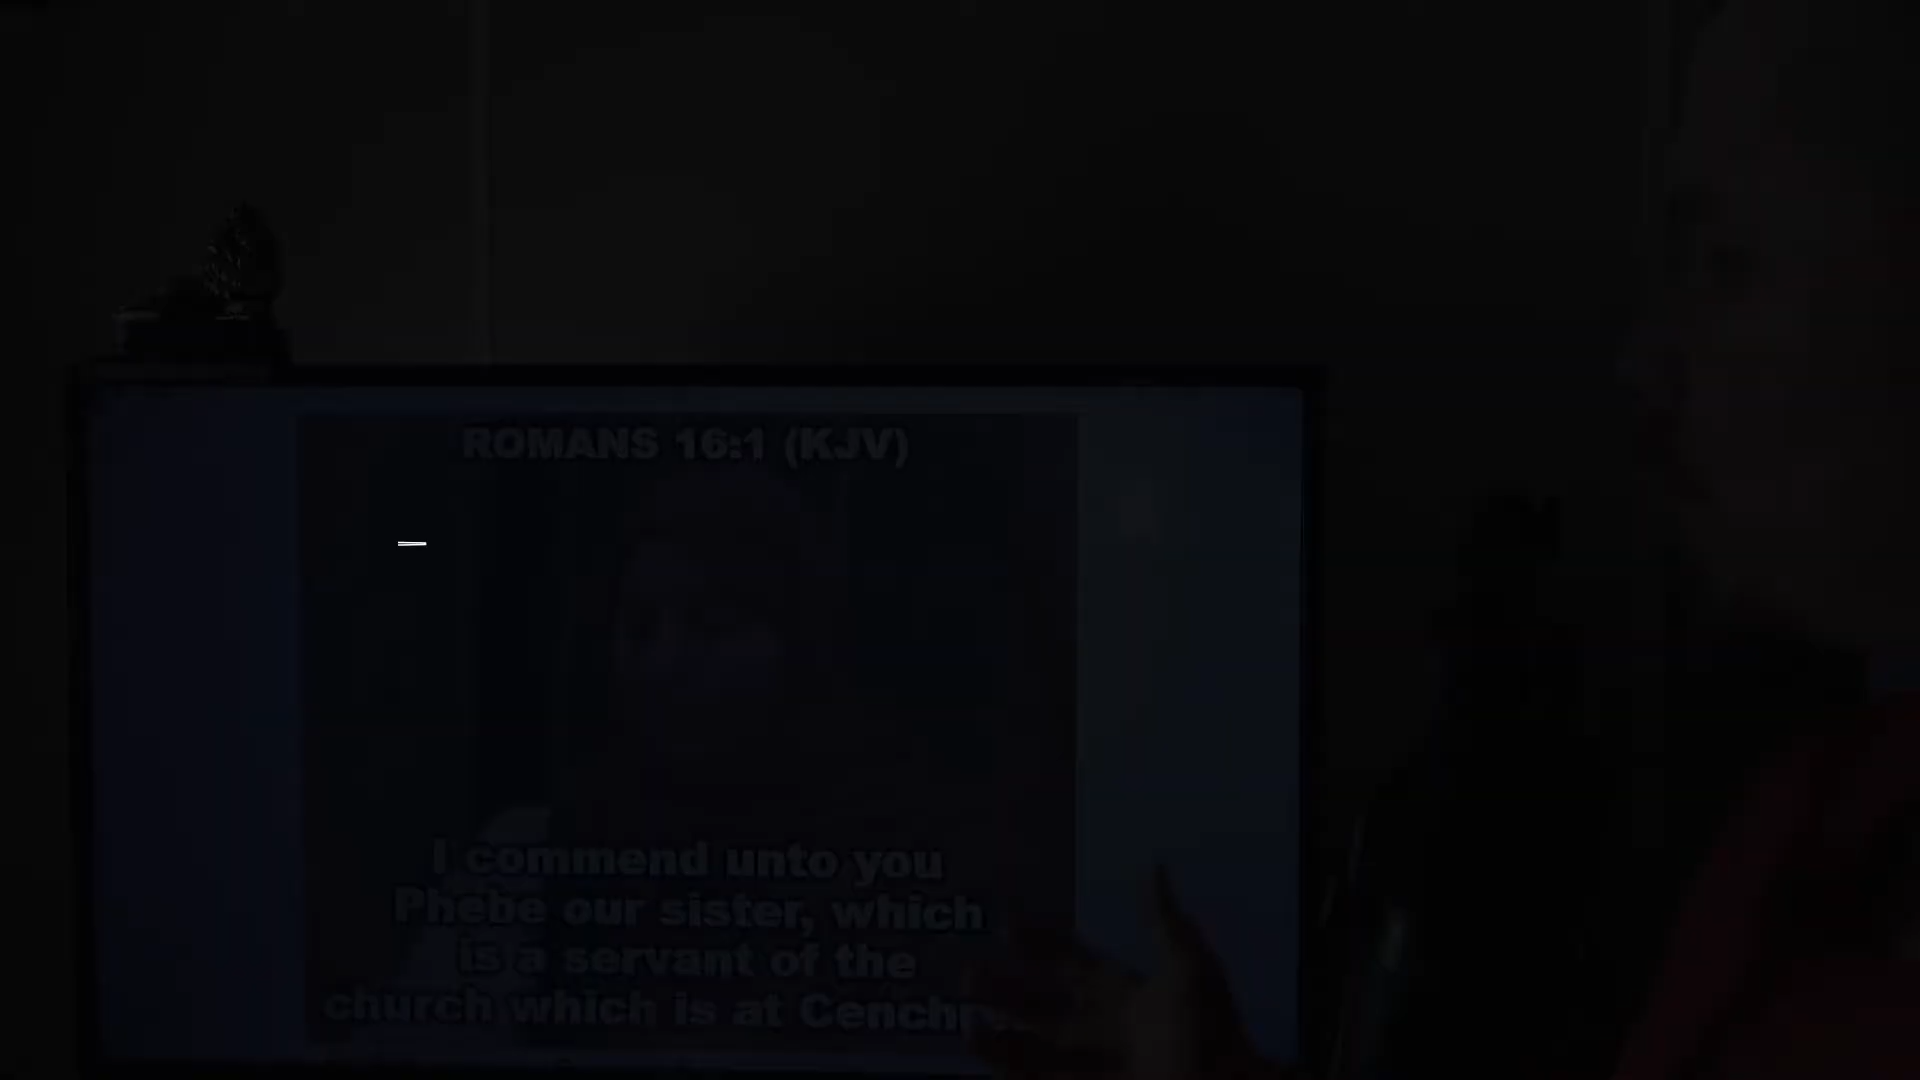 ROMANS 16:1 (KJV)
I commend unto you
Phebe our sister, which
is a servant of the
church which is at